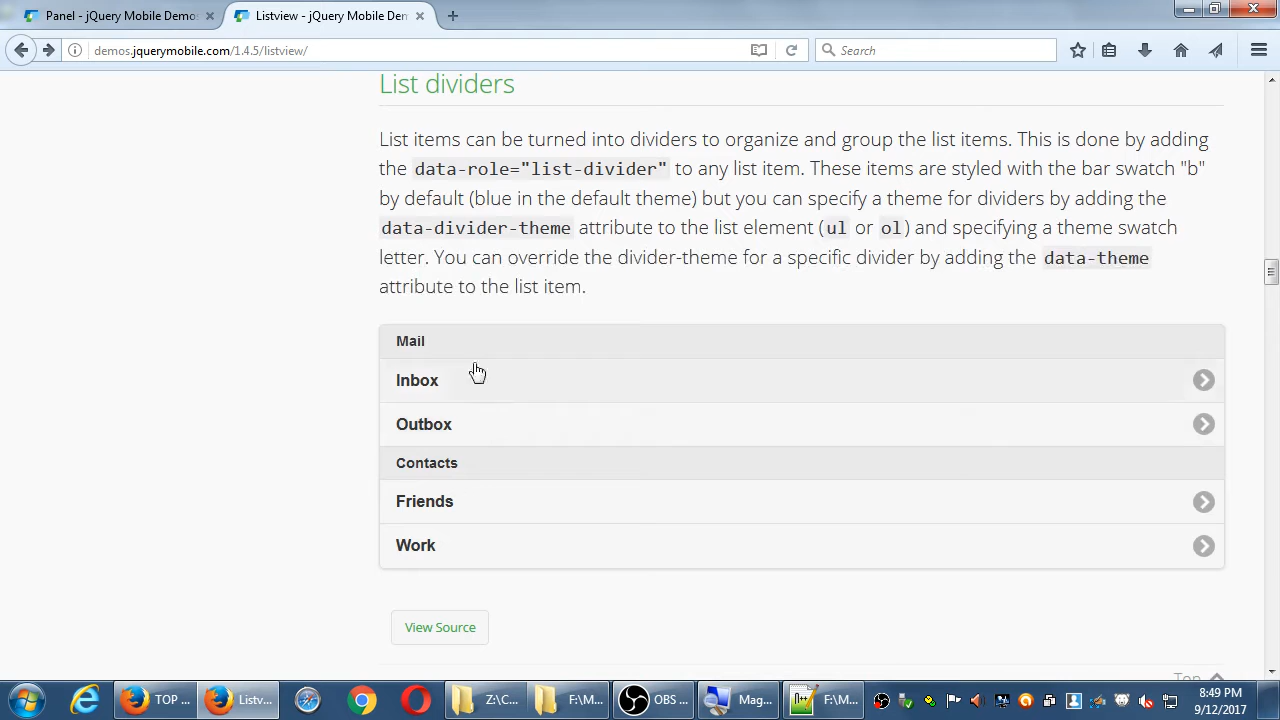 Panel - jQuery Mobile Demos
Listview - jQuery Mobile Dem
demos.jquerymobile.com/1.4.5/listview/
Search
List dividers
List items can be turned into dividers to organize and group the list items. This is done by adding
the data-role="list-divider" to any list item. These items are styled with the bar swatch "b"
by default (blue in the default theme) but you can specify a theme for dividers by adding the
data-divider-theme attribute to the list element (ul or ol) and specifying a theme swatch
letter. You can override the divider-theme for a specific divider by adding the data-theme
attribute to the list item.
Mail
Inbox
Outbox
Contacts
Friends
Work
View Source
Top
TOP ...
Listv...
Z:\C...
F:\M...
OBS ...
Mag...
F:\M...
8:49 PM
9/12/2017